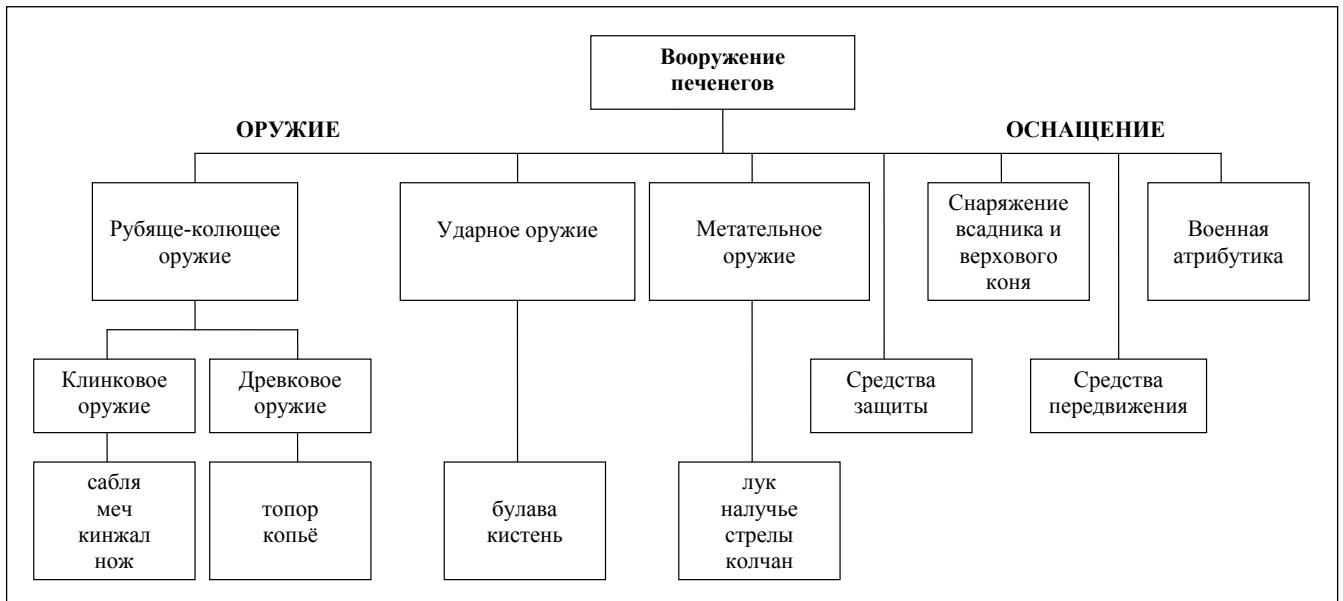 Вооружение
печенегов
ОРУЖИЕ
ОСНАЩЕНИЕ
Рубяще-колющее
оружие
Ударное оружие
Метательное
оружие
Снаряжение
всадника и
верхового
коня
Военная
атрибутика
Клинковое
оружие
Древковое
оружие
Средства
защиты
Средства
передвижения
сабля
меч
кинжал
нож
топор
копьё
булава
кистень
лук
налучье
стрелы
колчан